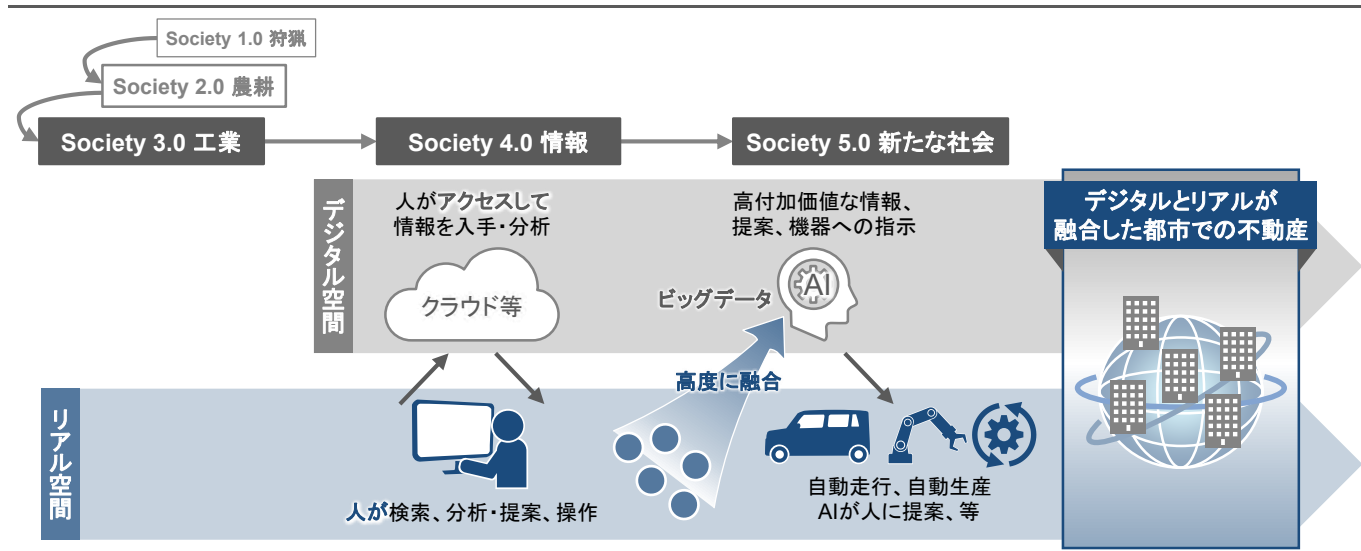 Society 1.0 狩猟
Society 2.0 農耕
Society 3.0 工業
Society 4.0 情報
Society 5.0 新たな社会
デジタル空間
人がアクセスして
情報を入手・分析
クラウド等
高付加価値な情報、
提案、機器への指示
ビッグデータ
AI
高度に融合
デジタルとリアルが
融合した都市での不動産
リアル空間
人が検索、分析・提案、操作
自動走行、自動生産
AIが人に提案、等